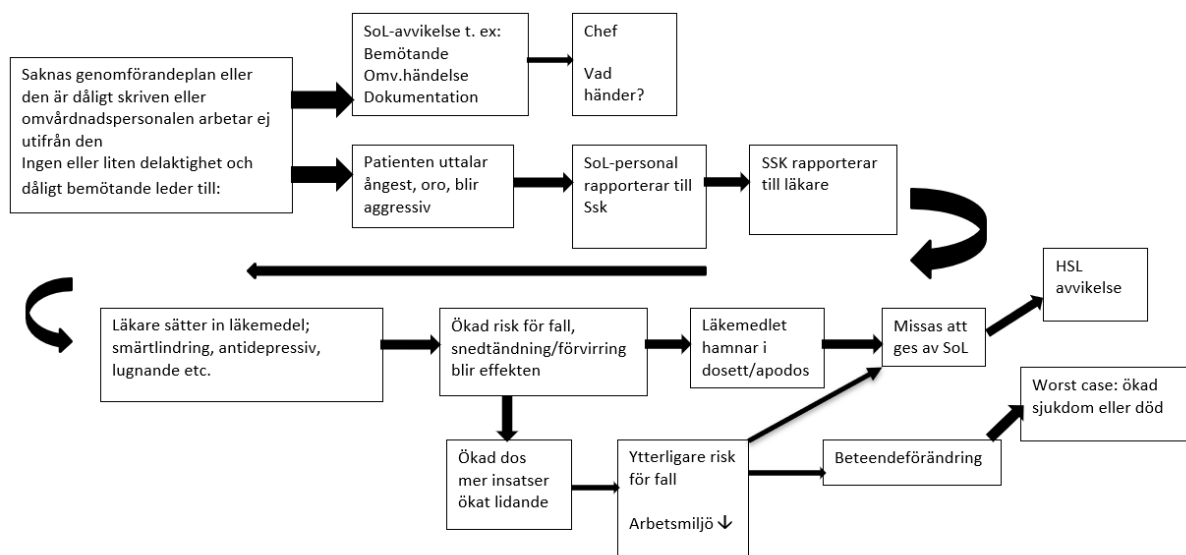 Saknas genomförandeplan eller
den är dåligt skriven eller
omvårdnadspersonalen arbetar ej
utifrån den
Ingen eller liten delaktighet och
dåligt bemötande leder till:
SoL-avvikelse t. ex:
Bemötande
Omv.händelse
Dokumentation
Chef
Vad
händer?
Patienten uttalar
ångest, oro, blir
aggressiv
SoL-personal
rapporterar till
Ssk
SSK rapporterar
till läkare
Läkare sätter in läkemedel;
smärtlindring, antidepressiv,
lugnande etc.
Ökad risk för fall,
snedtändning/förvirring
blir effekten
Läkemedlet
hamnar i
dosett/apodos
Missas att
ges av SoL
HSL
avvikelse
Ökad dos
mer insatser
ökat lidande
Ytterligare risk
för fall
Arbetsmiljö ↓
Beteendeförändring
Worst case: ökad
sjukdom eller död